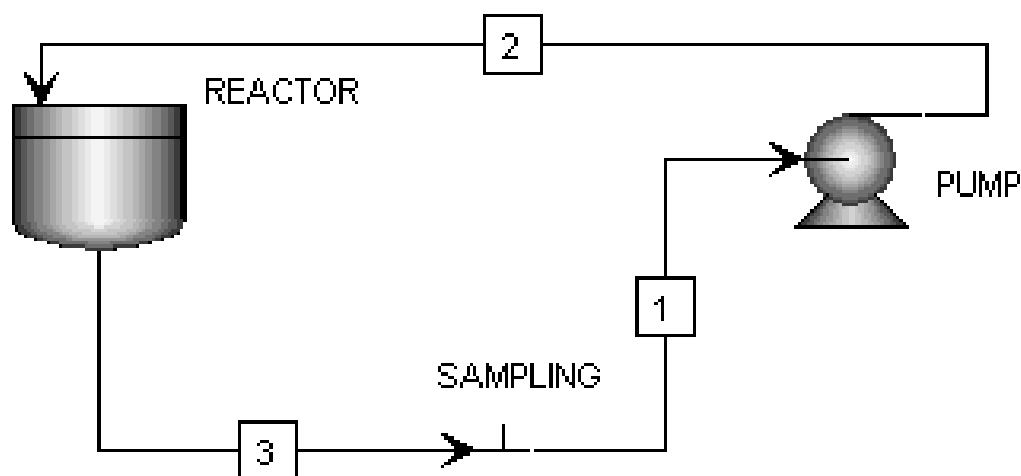 2
REACTOR
PUMP
1
SAMPLING
3